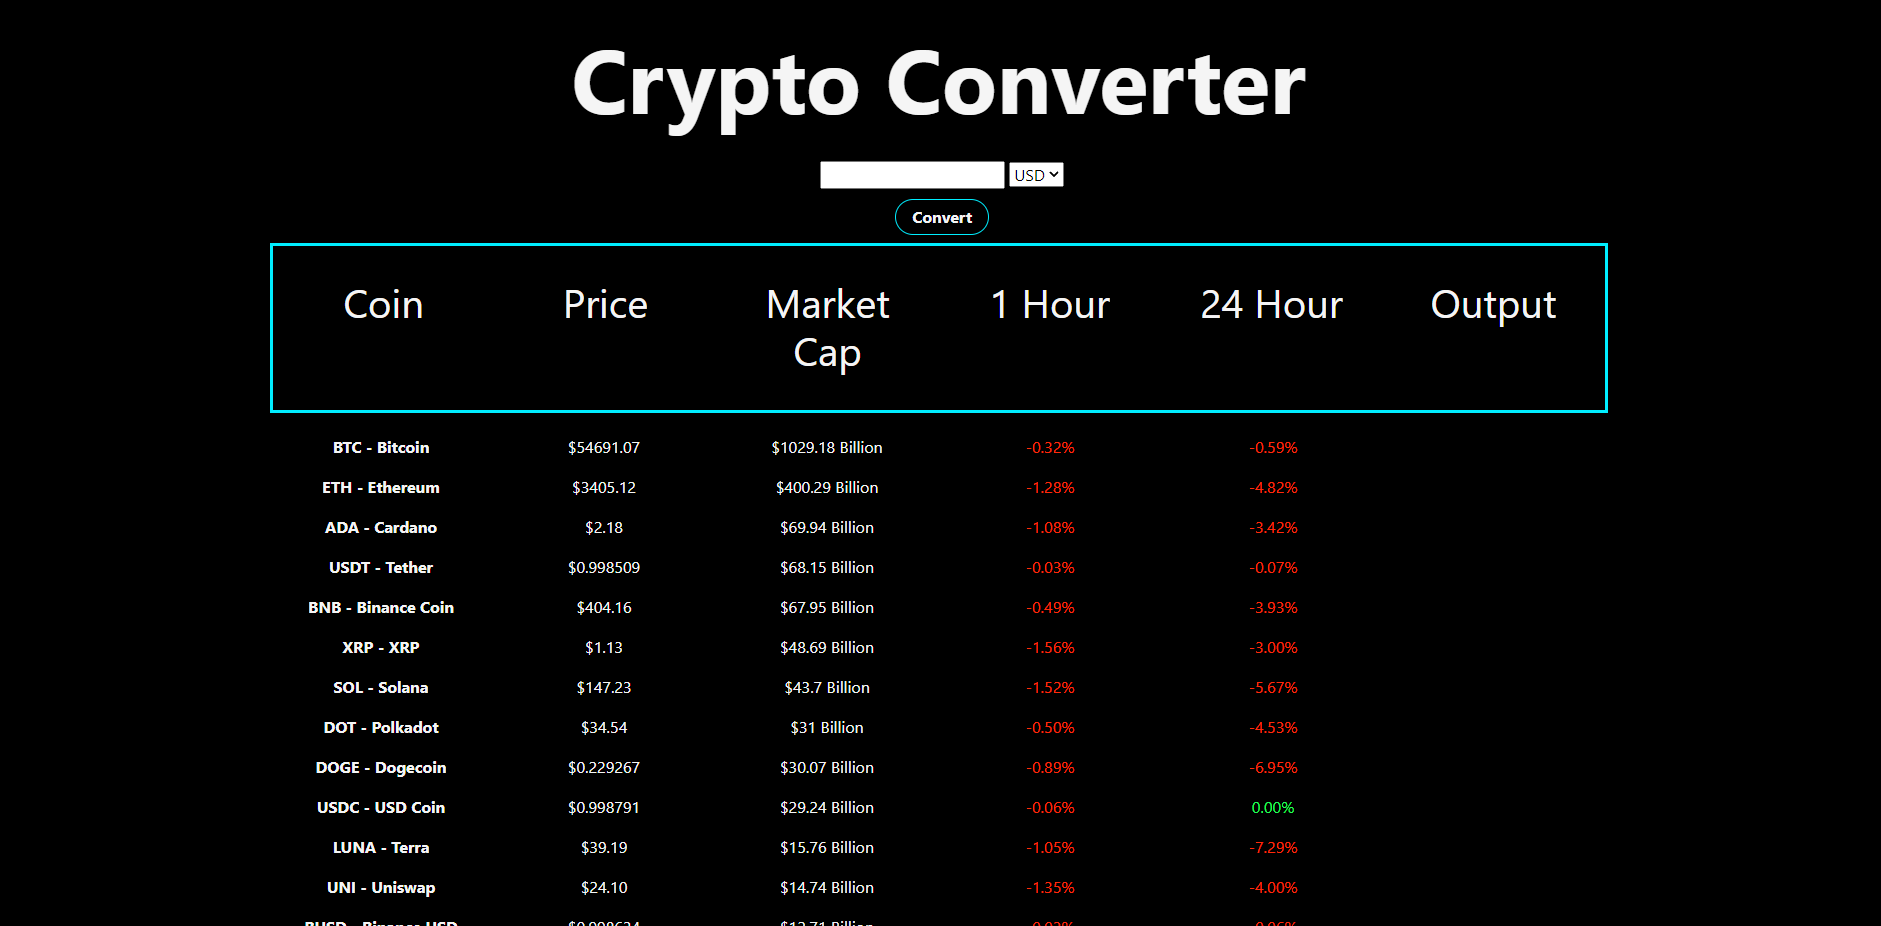 Crypto Converter
USD
Convert
Coin Price Market Cap 1 Hour 24 Hour Output
BTC - Bitcoin $54691.07 $1029.18 Billion -0.32% -0.59%
ETH - Ethereum $3405.12 $400.29 Billion -1.28% -4.82%
ADA - Cardano $2.18 $69.94 Billion -1.08% -3.42%
USDT - Tether $0.998509 $68.15 Billion -0.03% -0.07%
BNB - Binance Coin $404.16 $67.95 Billion -0.49% -3.93%
XRP - XRP $1.13 $48.69 Billion -1.56% -3.00%
SOL - Solana $147.23 $43.7 Billion -1.52% -5.67%
DOT - Polkadot $34.54 $31 Billion -0.50% -4.53%
DOGE - Dogecoin $0.229267 $30.07 Billion -0.89% -6.95%
USDC - USD Coin $0.998791 $29.24 Billion -0.06% 0.00%
LUNA - Terra $39.19 $15.76 Billion -1.05% -7.29%
UNI - Uniswap $24.10 $14.74 Billion -1.35% -4.00%
BUSD - Binance USD